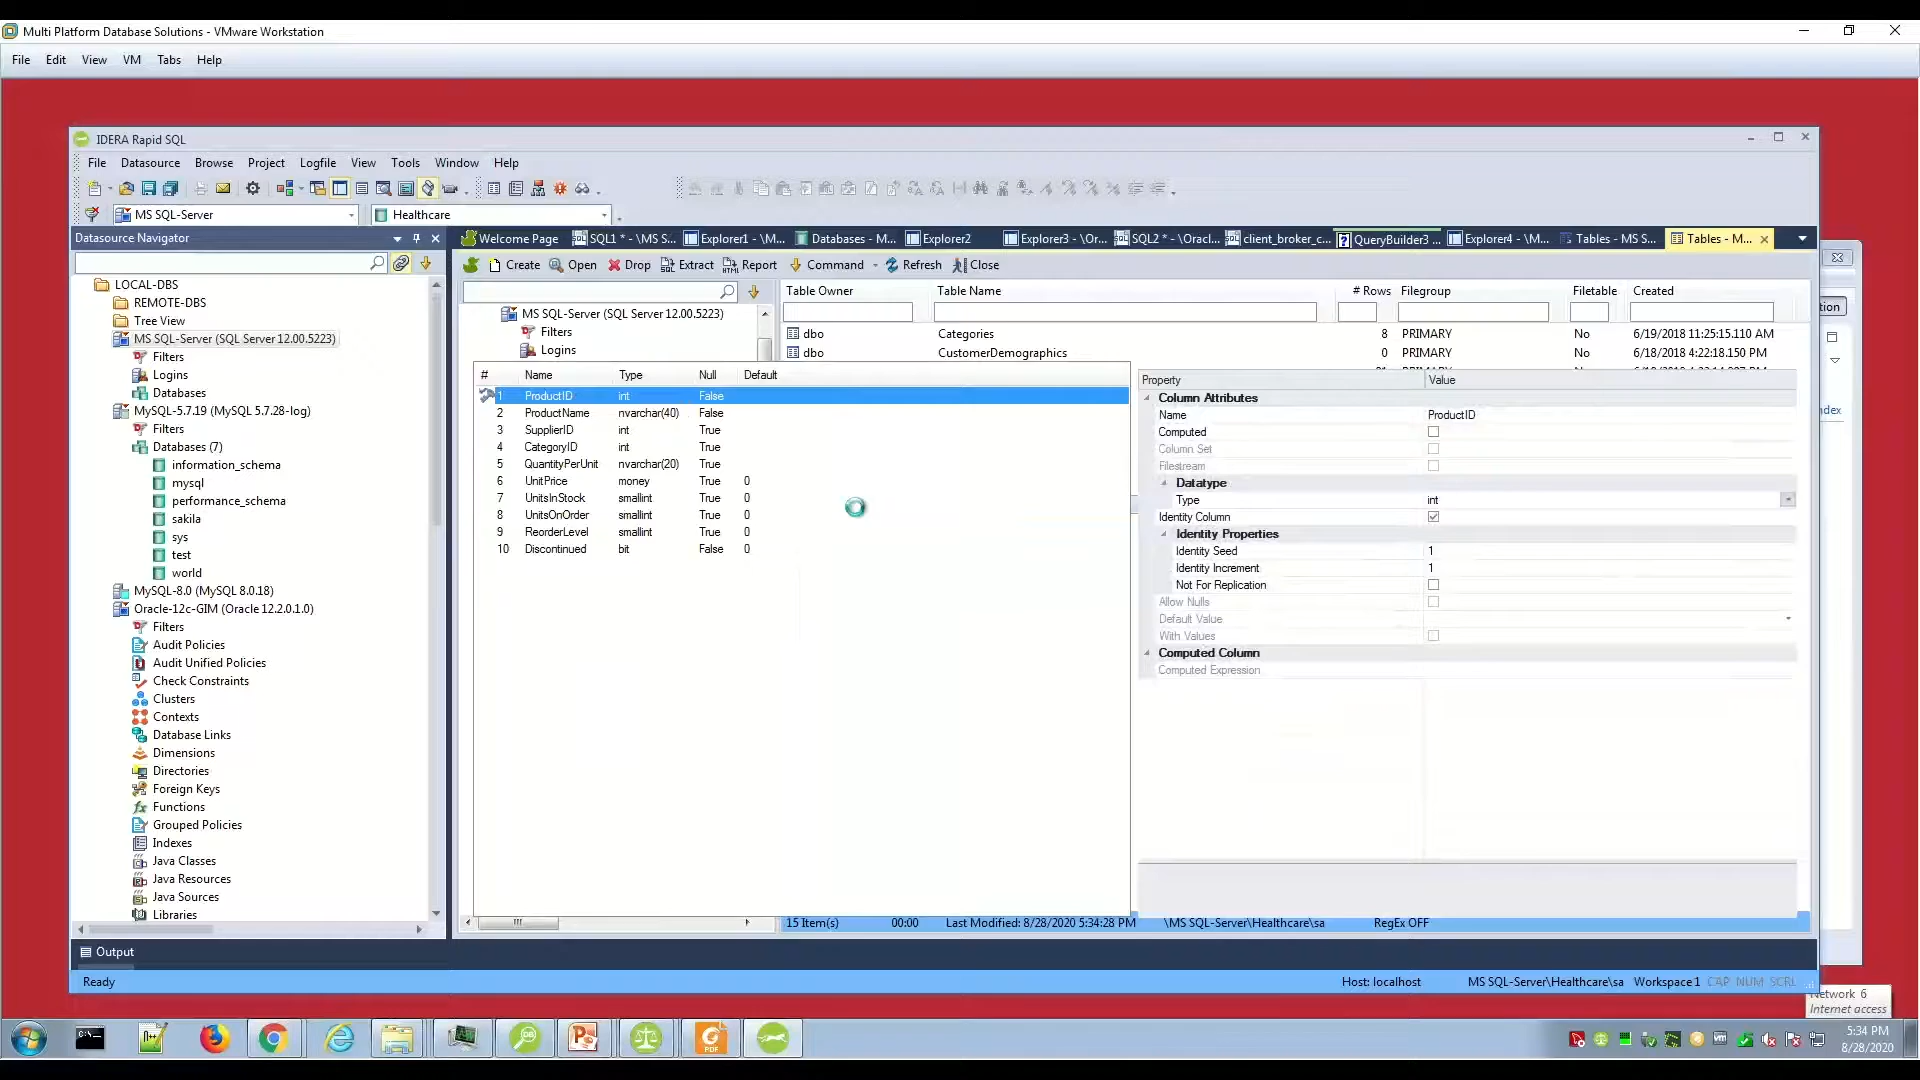 Multi Platform Database Solutions - VMware Workstation
File Edit View VM Tabs Help
IDERA Rapid SQL
File Datasource Browse Project Logfile View Tools Window Help
MS SQL-Server Healthcare
Datasource Navigator
Welcome Page SQL1 * - \MS S... Explorer1 - \M... Databases - M... Explorer2 Explorer3 - \Or... SQL2 * - \Oracl... client_broker_c... QueryBuilder3 ... Explorer4 - \M... Tables - MS S... Tables - M...
Create Open Drop Extract Report Command Refresh Close
LOCAL-DBS
REMOTE-DBS
Tree View
MS SQL-Server (SQL Server 12.00.5223)
Filters
Logins
Databases
MySQL-5.7.19 (MySQL 5.7.28-log)
Filters
Databases (7)
information_schema
mysql
performance_schema
sakila
sys
test
world
MySQL-8.0 (MySQL 8.0.18)
Oracle-12c-GIM (Oracle 12.2.0.1.0)
Filters
Audit Policies
Audit Unified Policies
Check Constraints
Clusters
Contexts
Database Links
Dimensions
Directories
Foreign Keys
Functions
Grouped Policies
Indexes
Java Classes
Java Resources
Java Sources
Libraries
MS SQL-Server (SQL Server 12.00.5223)
Filters
Logins
Table Owner Table Name # Rows Filegroup Filetable Created
dbo Categories 8 PRIMARY No 6/19/2018 11:25:15.110 AM
dbo CustomerDemographics 0 PRIMARY No 6/18/2018 4:22:18.150 PM
# Name Type Null Default
1 ProductID int False
2 ProductName nvarchar(40) False
3 SupplierID int True
4 CategoryID int True
5 QuantityPerUnit nvarchar(20) True
6 UnitPrice money True 0
7 UnitsInStock smallint True 0
8 UnitsOnOrder smallint True 0
9 ReorderLevel smallint True 0
10 Discontinued bit False 0
Property Value
Column Attributes
Name ProductID
Computed
Column Set
Filestream
Datatype
Type int
Identity Column
Identity Properties
Identity Seed 1
Identity Increment 1
Not For Replication
Allow Nulls
Default Value
With Values
Computed Column
Computed Expression
tion
ndex
15 Item(s) 00:00 Last Modified: 8/28/2020 5:34:28 PM \MS SQL-Server\Healthcare\sa RegEx OFF
Output
Ready Host: localhost MS SQL-Server\Healthcare\sa Workspace 1 CAP NUM SCRL
Network 6
Internet access
5:34 PM
8/28/2020